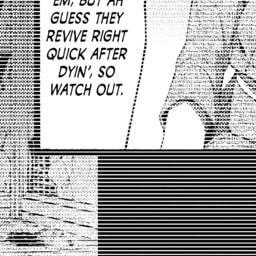 'EM, BUT AH
GUESS THEY
REVIVE RIGHT
QUICK AFTER
DYIN', SO
WATCH OUT.